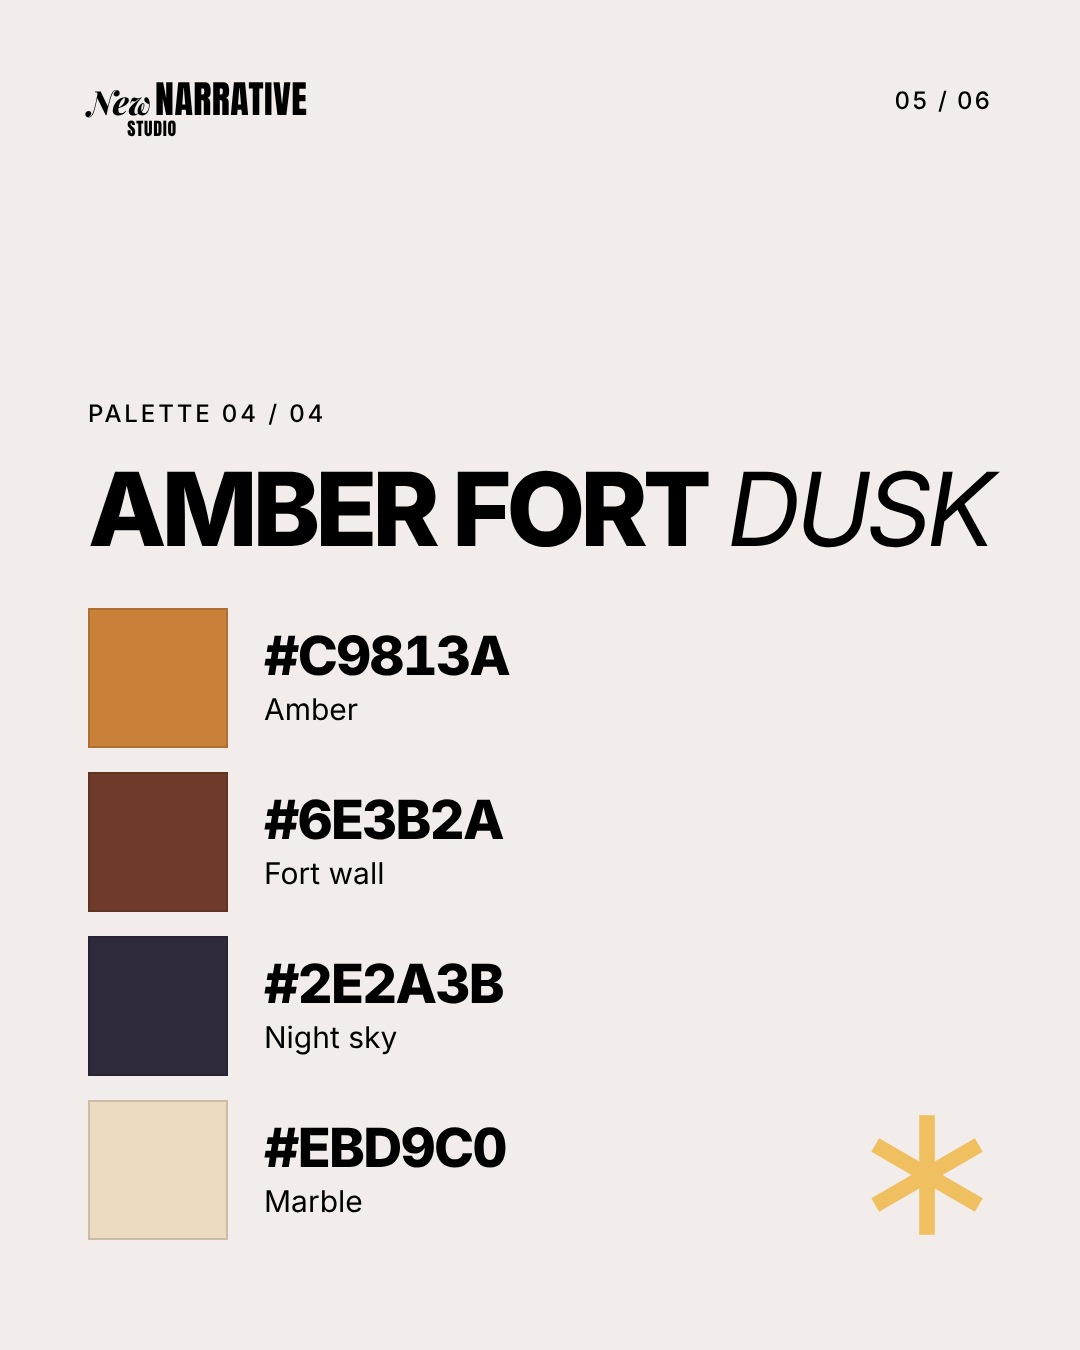 New NARRATIVE
STUDIO
05 / 06
PALETTE 04 / 04
AMBER FORT DUSK
#C9813A
Amber
#6E3B2A
Fort wall
#2E2A3B
Night sky
#EBD9C0
Marble